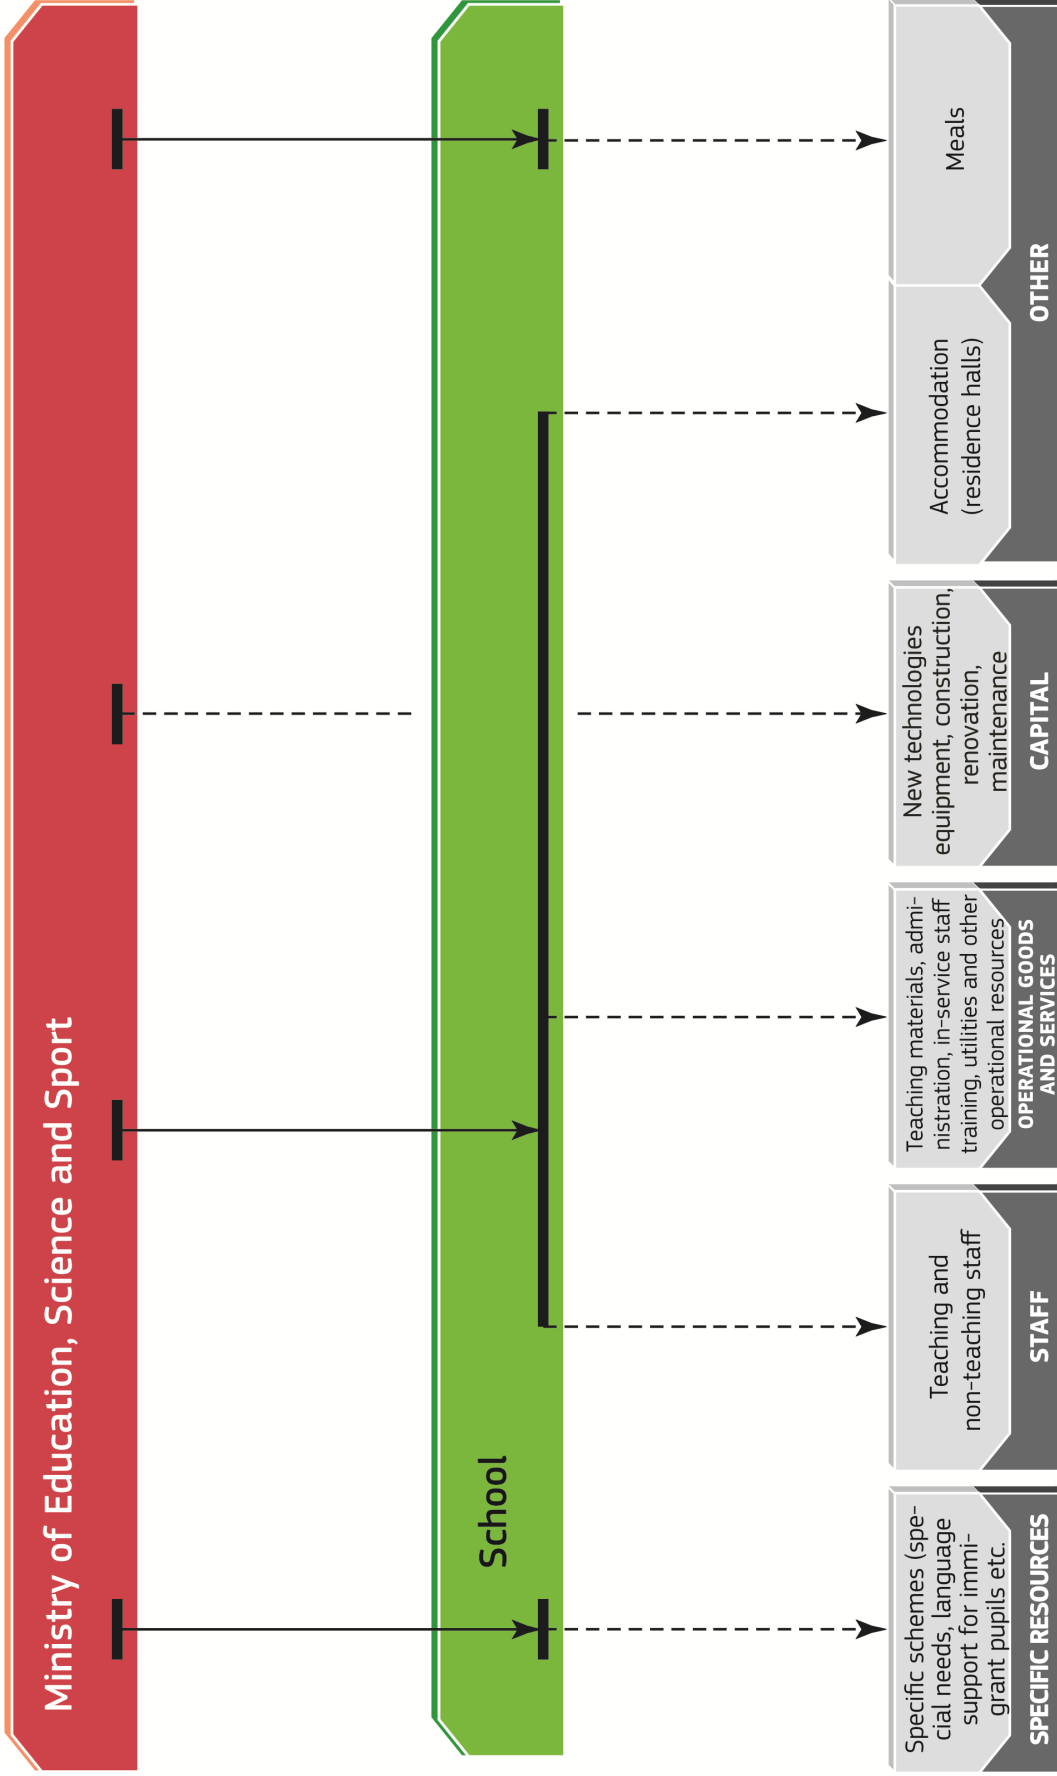 Ministry of Education, Science and Sport
School
Specific schemes (spe-
cial needs, language
support for immi-
grant pupils etc.
SPECIFIC RESOURCES
Teaching and
non-teaching staff
STAFF
Teaching materials, admi-
nistration, in-service staff
training, utilities and other
operational resources
OPERATIONAL GOODS
AND SERVICES
New technologies
equipment, construction,
renovation,
maintenance
CAPITAL
Accommodation
(residence halls)
Meals
OTHER